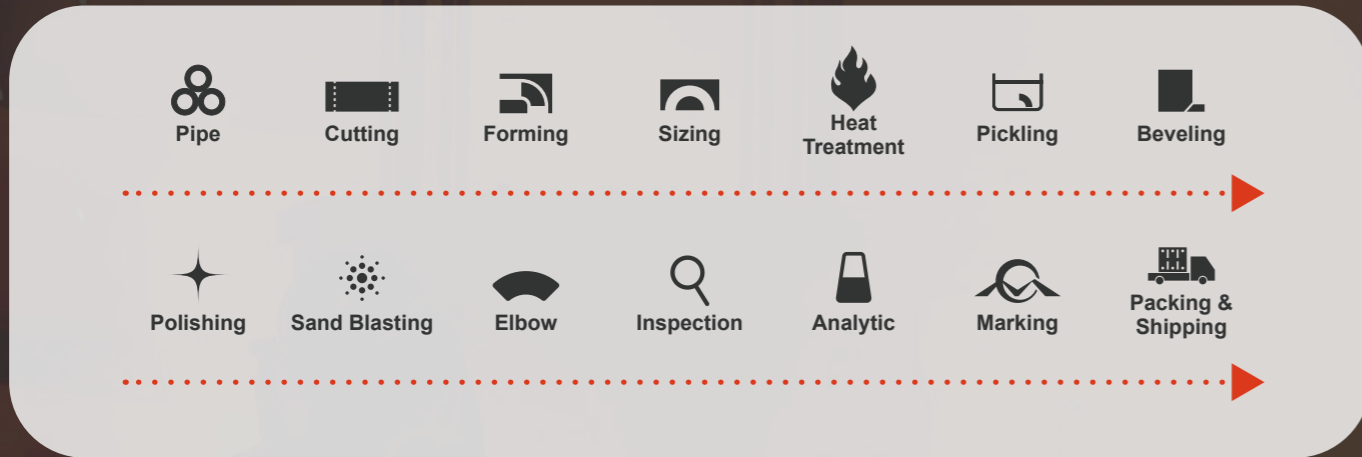 Pipe
Cutting
Forming
Sizing
Heat
Treatment
Pickling
Beveling
Polishing
Sand Blasting
Elbow
Inspection
Analytic
Marking
Packing &
Shipping